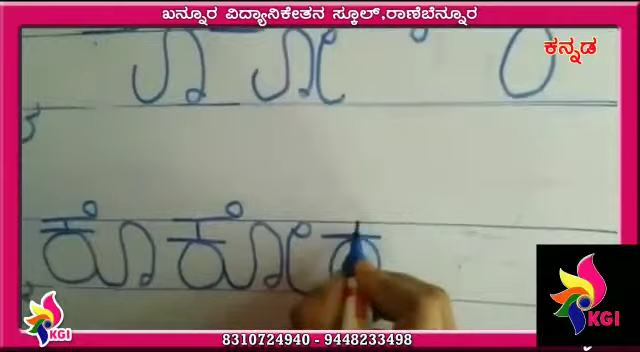 ಖನ್ನೂರ ವಿದ್ಯಾನಿಕೇತನ ಸ್ಕೂಲ್,ರಾಣೆಬೆನ್ನೂರ
ಕನ್ನಡ
ಕೊ ಕೋ
KGI
KGI
8310724940 - 9448233498